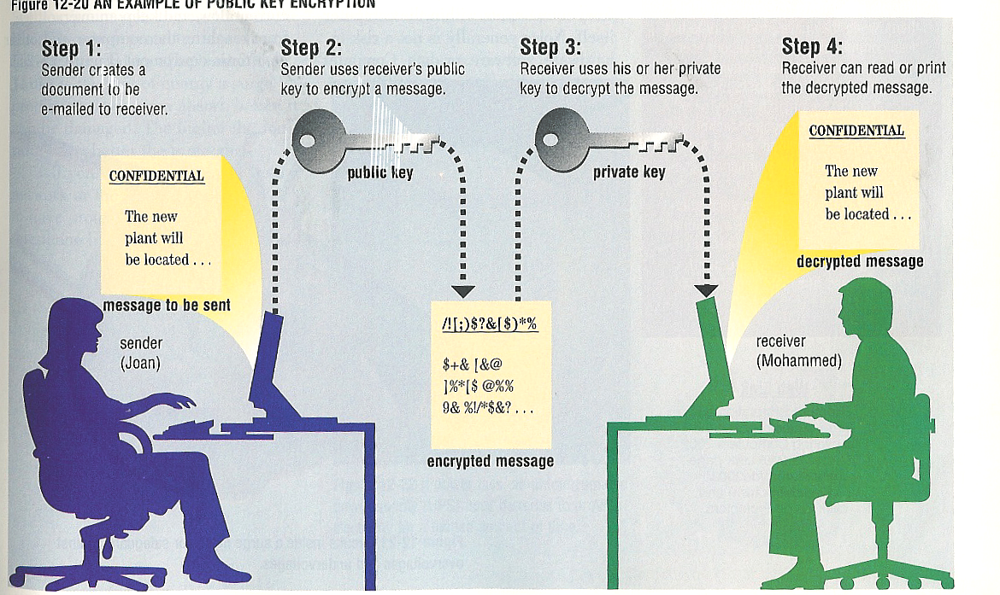 Figure 12-20 AN EXAMPLE OF PUBLIC KEY ENCRYPTION
Step 1:
Sender creates a
document to be
e-mailed to receiver.
Step 2:
Sender uses receiver's public
key to encrypt a message.
Step 3:
Receiver uses his or her private
key to decrypt the message.
Step 4:
Receiver can read or print
the decrypted message.
CONFIDENTIAL
The new
plant will
be located . . .
message to be sent
sender
(Joan)
public key
/![;)$?&[$)*%
$+& [&@
]%*[$ @%%
9& %!/*$&? . . .
encrypted message
private key
CONFIDENTIAL
The new
plant will
be located . . .
decrypted message
receiver
(Mohammed)